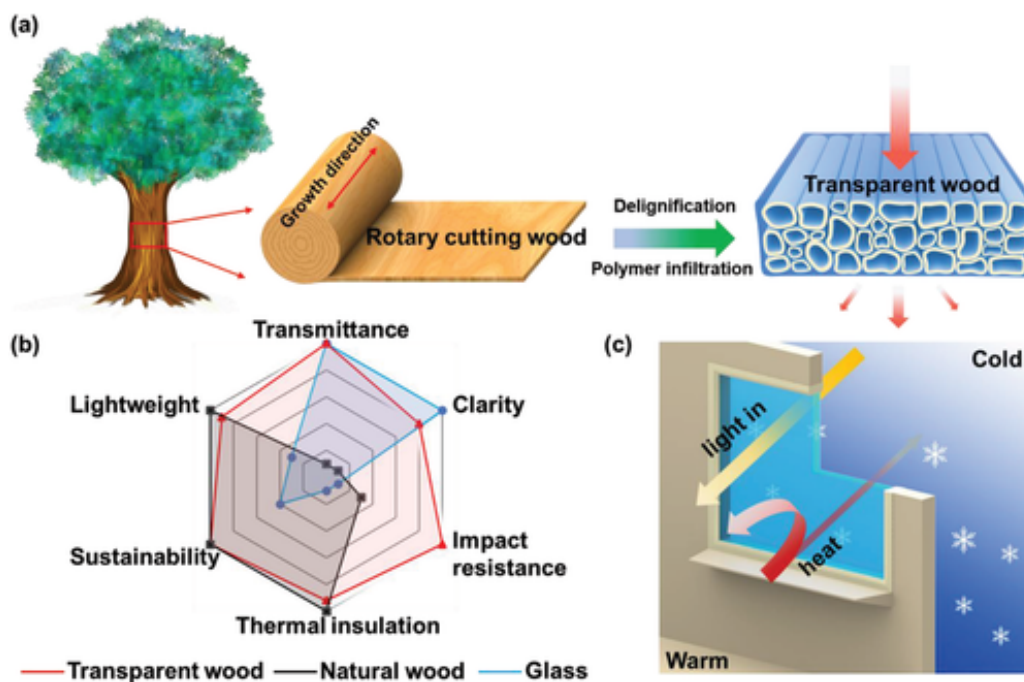 (a)
Growth direction
Rotary cutting wood
Delignification
Polymer infiltration
Transparent wood
(b)
Transmittance
Lightweight
Clarity
Sustainability
Impact
resistance
Thermal insulation
Transparent wood
Natural wood
Glass
(c)
Cold
light in
heat
Warm